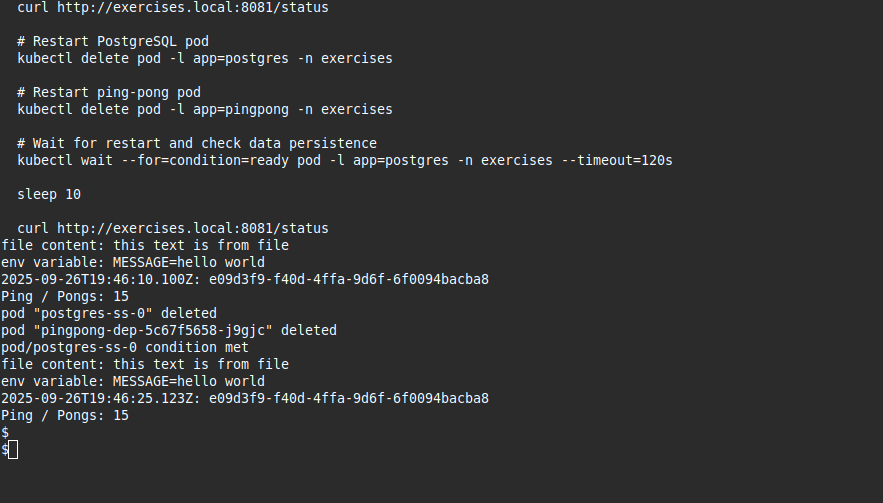 curl http://exercises.local:8081/status
# Restart PostgreSQL pod
kubectl delete pod -l app=postgres -n exercises
# Restart ping-pong pod
kubectl delete pod -l app=pingpong -n exercises
# Wait for restart and check data persistence
kubectl wait --for=condition=ready pod -l app=postgres -n exercises --timeout=120s
sleep 10
curl http://exercises.local:8081/status
file content: this text is from file
env variable: MESSAGE=hello world
2025-09-26T19:46:10.100Z: e09d3f9-f40d-4ffa-9d6f-6f0094bacba8
Ping / Pongs: 15
pod "postgres-ss-0" deleted
pod "pingpong-dep-5c67f5658-j9gjc" deleted
pod/postgres-ss-0 condition met
file content: this text is from file
env variable: MESSAGE=hello world
2025-09-26T19:46:25.123Z: e09d3f9-f40d-4ffa-9d6f-6f0094bacba8
Ping / Pongs: 15
$
$